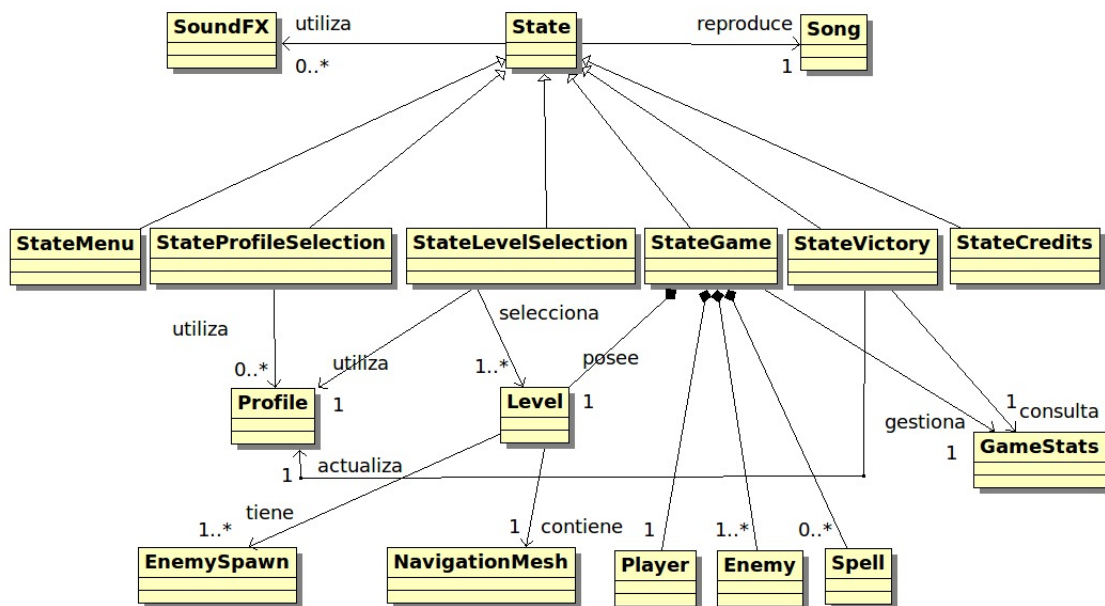 SoundFX
utiliza
0..*
State
reproduce
1
Song
StateMenu
StateProfileSelection
StateLevelSelection
StateGame
StateVictory
StateCredits
utiliza
0..*
utiliza
1
selecciona
1..*
posee
1
Profile
Level
gestiona
1
1
consulta
GameStats
1
actualiza
tiene
1..*
1
contiene
1
1..*
0..*
EnemySpawn
NavigationMesh
Player
Enemy
Spell